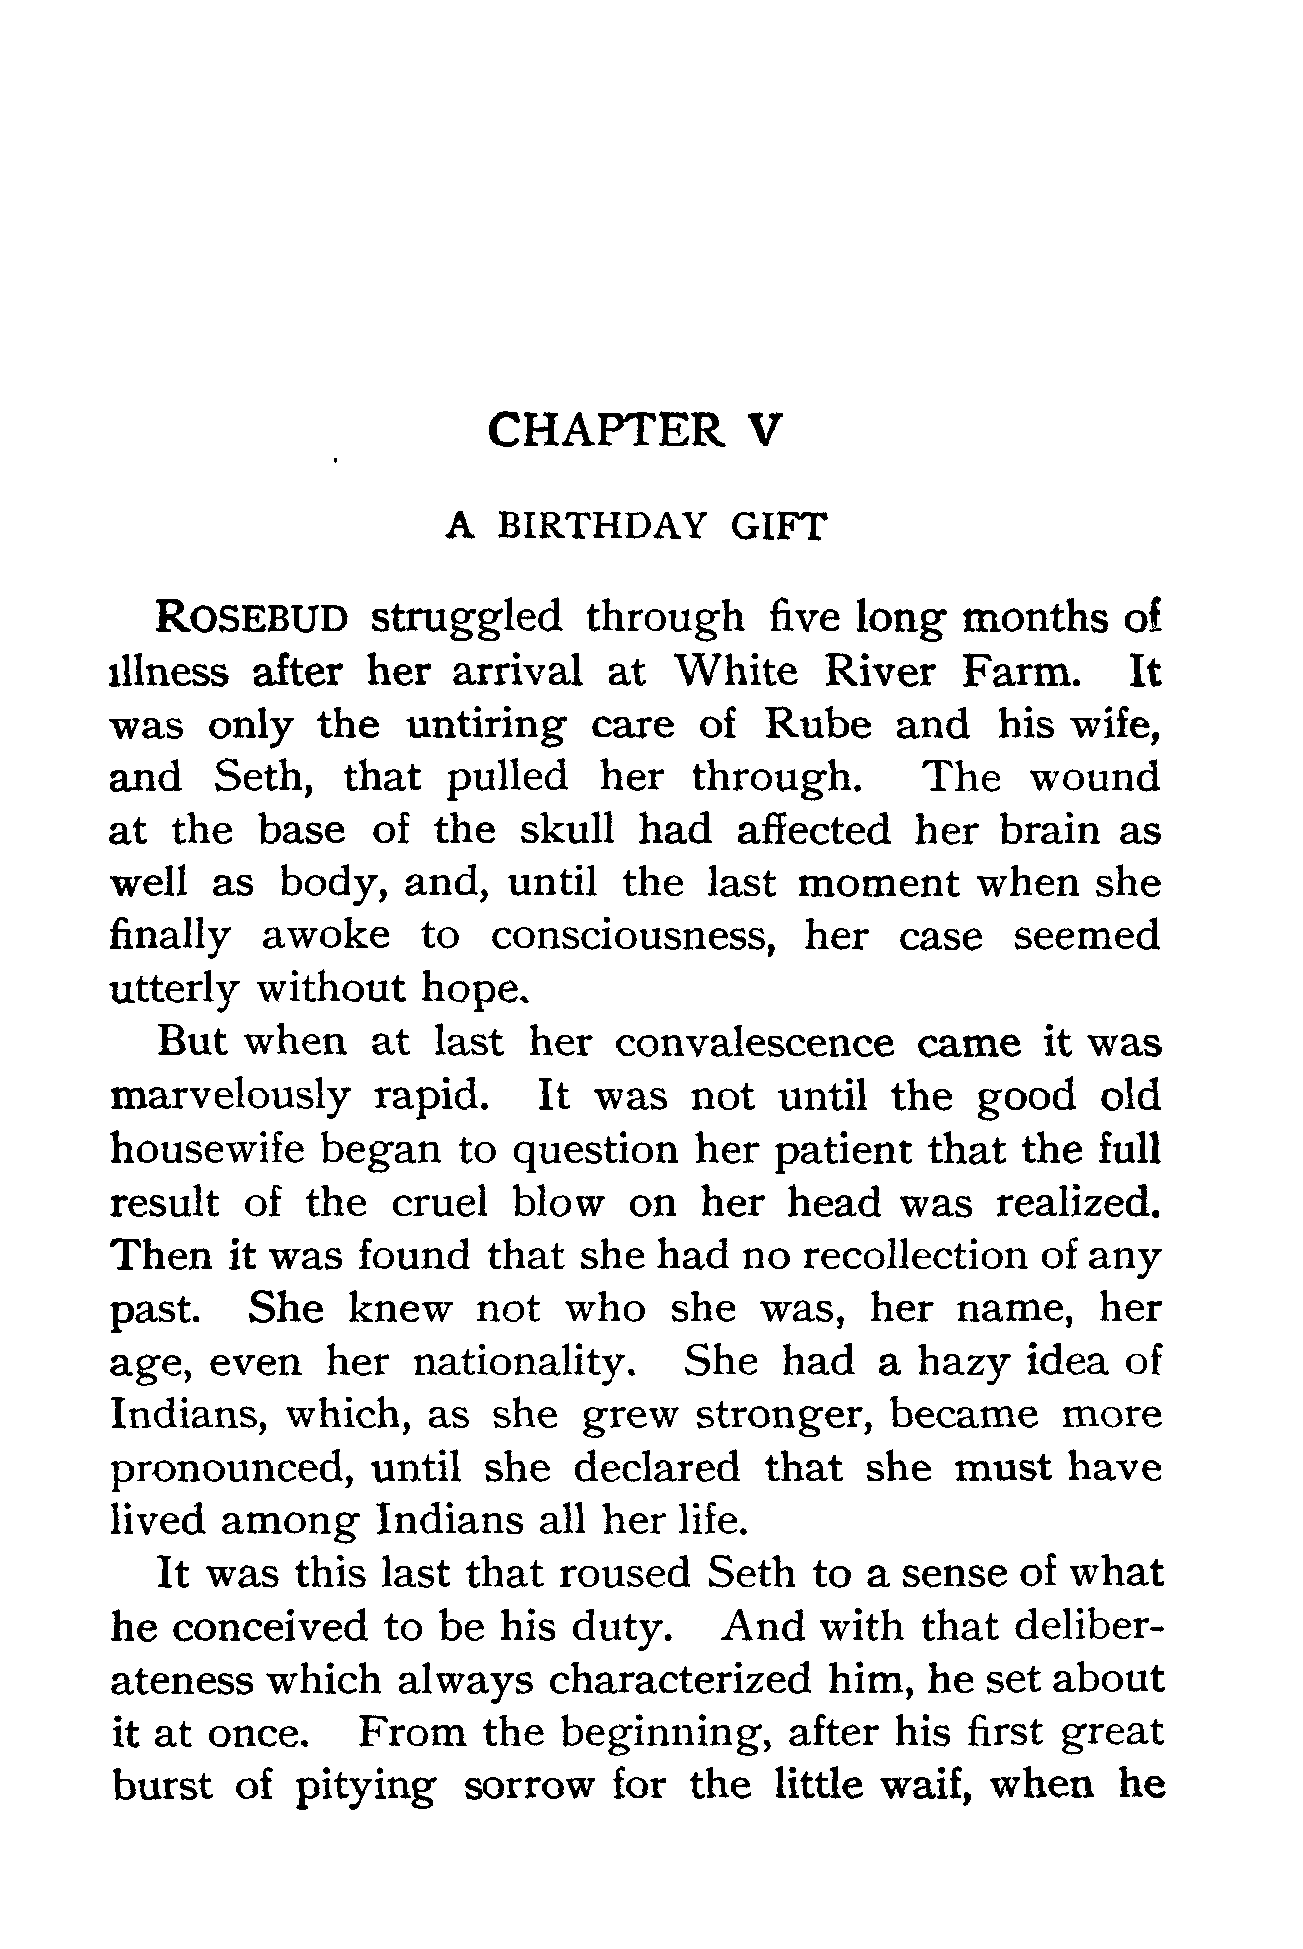 CHAPTER V
A BIRTHDAY GIFT
ROSEBUD struggled through five long months of
illness after her arrival at White River Farm. It
was only the untiring care of Rube and his wife,
and Seth, that pulled her through. The wound
at the base of the skull had affected her brain as
well as body, and, until the last moment when she
finally awoke to consciousness, her case seemed
utterly without hope.
But when at last her convalescence came it was
marvelously rapid. It was not until the good old
housewife began to question her patient that the full
result of the cruel blow on her head was realized.
Then it was found that she had no recollection of any
past. She knew not who she was, her name, her
age, even her nationality. She had a hazy idea of
Indians, which, as she grew stronger, became more
pronounced, until she declared that she must have
lived among Indians all her life.
It was this last that roused Seth to a sense of what
he conceived to be his duty. And with that deliber-
ateness which always characterized him, he set about
it at once. From the beginning, after his first great
burst of pitying sorrow for the little waif, when he